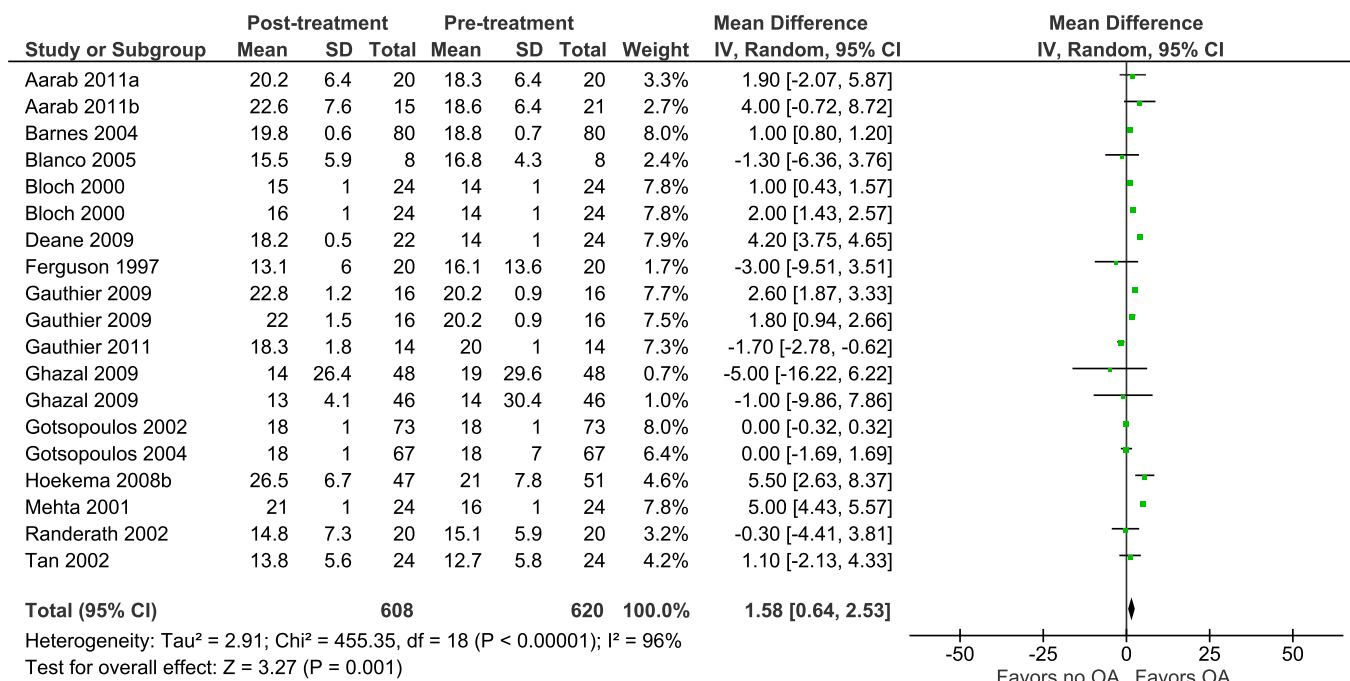 Post-treatment Pre-treatment Mean Difference Mean Difference
Study or Subgroup Mean SD Total Mean SD Total Weight IV, Random, 95% CI IV, Random, 95% CI
Aarab 2011a 20.2 6.4 20 18.3 6.4 20 3.3% 1.90 [-2.07, 5.87]
Aarab 2011b 22.6 7.6 15 18.6 6.4 21 2.7% 4.00 [-0.72, 8.72]
Barnes 2004 19.8 0.6 80 18.8 0.7 80 8.0% 1.00 [0.80, 1.20]
Blanco 2005 15.5 5.9 8 16.8 4.3 8 2.4% -1.30 [-6.36, 3.76]
Bloch 2000 15 1 24 14 1 24 7.8% 1.00 [0.43, 1.57]
Bloch 2000 16 1 24 14 1 24 7.8% 2.00 [1.43, 2.57]
Deane 2009 18.2 0.5 22 14 1 24 7.9% 4.20 [3.75, 4.65]
Ferguson 1997 13.1 6 20 16.1 13.6 20 1.7% -3.00 [-9.51, 3.51]
Gauthier 2009 22.8 1.2 16 20.2 0.9 16 7.7% 2.60 [1.87, 3.33]
Gauthier 2009 22 1.5 16 20.2 0.9 16 7.5% 1.80 [0.94, 2.66]
Gauthier 2011 18.3 1.8 14 20 1 14 7.3% -1.70 [-2.78, -0.62]
Ghazal 2009 14 26.4 48 19 29.6 48 0.7% -5.00 [-16.22, 6.22]
Ghazal 2009 13 4.1 46 14 30.4 46 1.0% -1.00 [-9.86, 7.86]
Gotsopoulos 2002 18 1 73 18 1 73 8.0% 0.00 [-0.32, 0.32]
Gotsopoulos 2004 18 1 67 18 7 67 6.4% 0.00 [-1.69, 1.69]
Hoekema 2008b 26.5 6.7 47 21 7.8 51 4.6% 5.50 [2.63, 8.37]
Mehta 2001 21 1 24 16 1 24 7.8% 5.00 [4.43, 5.57]
Randerath 2002 14.8 7.3 20 15.1 5.9 20 3.2% -0.30 [-4.41, 3.81]
Tan 2002 13.8 5.6 24 12.7 5.8 24 4.2% 1.10 [-2.13, 4.33]
Total (95% CI) 608 620 100.0% 1.58 [0.64, 2.53]
Heterogeneity: Tau² = 2.91; Chi² = 455.35, df = 18 (P < 0.00001); I² = 96%
Test for overall effect: Z = 3.27 (P = 0.001)
-50 -25 0 25 50
Favors no OA Favors OA